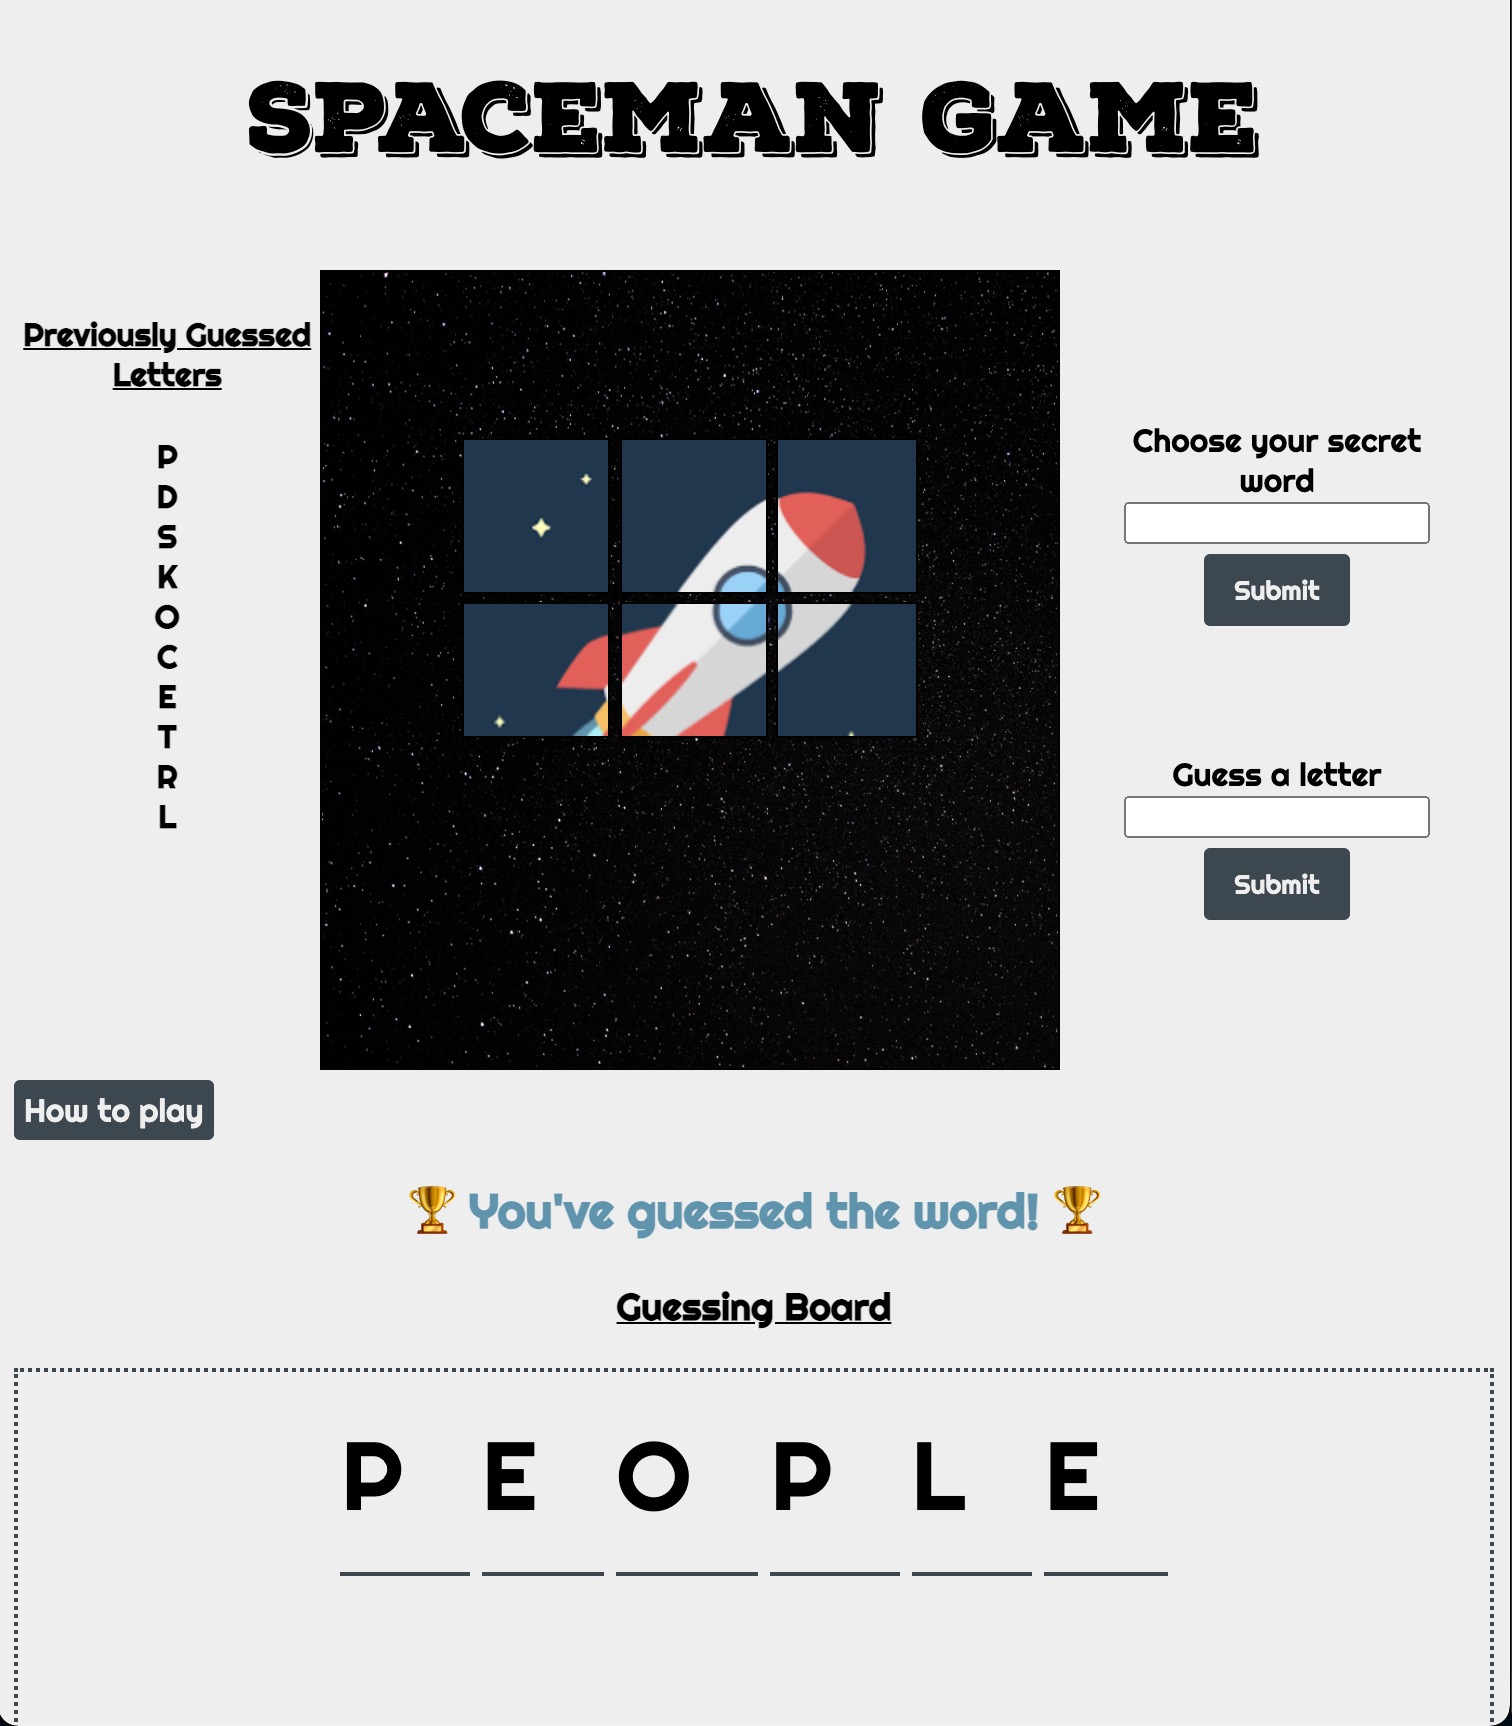 SPACEMAN GAME
Previously Guessed
Letters
P
D
S
K
O
C
E
T
R
L
Choose your secret
word
Submit
Guess a letter
Submit
How to play
🏆 You've guessed the word! 🏆
Guessing Board
P E O P L E